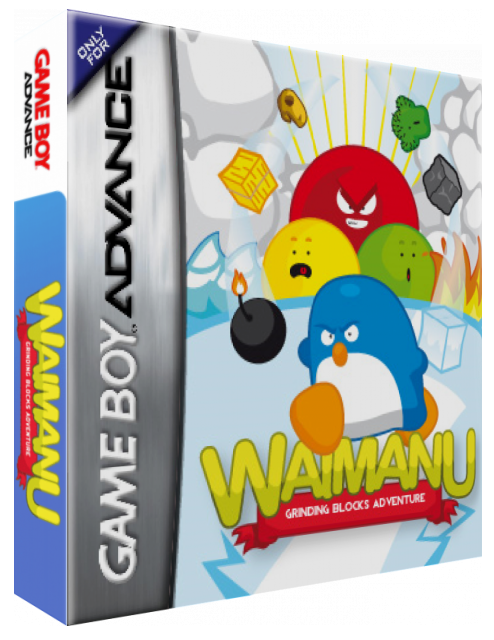 GAME BOY
ADVANCE
WAIMANU
GRINDING BLOCKS ADVENTURE
ONLY
FOR
GAME BOY ADVANCE
WAIMANU
GRINDING BLOCKS ADVENTURE